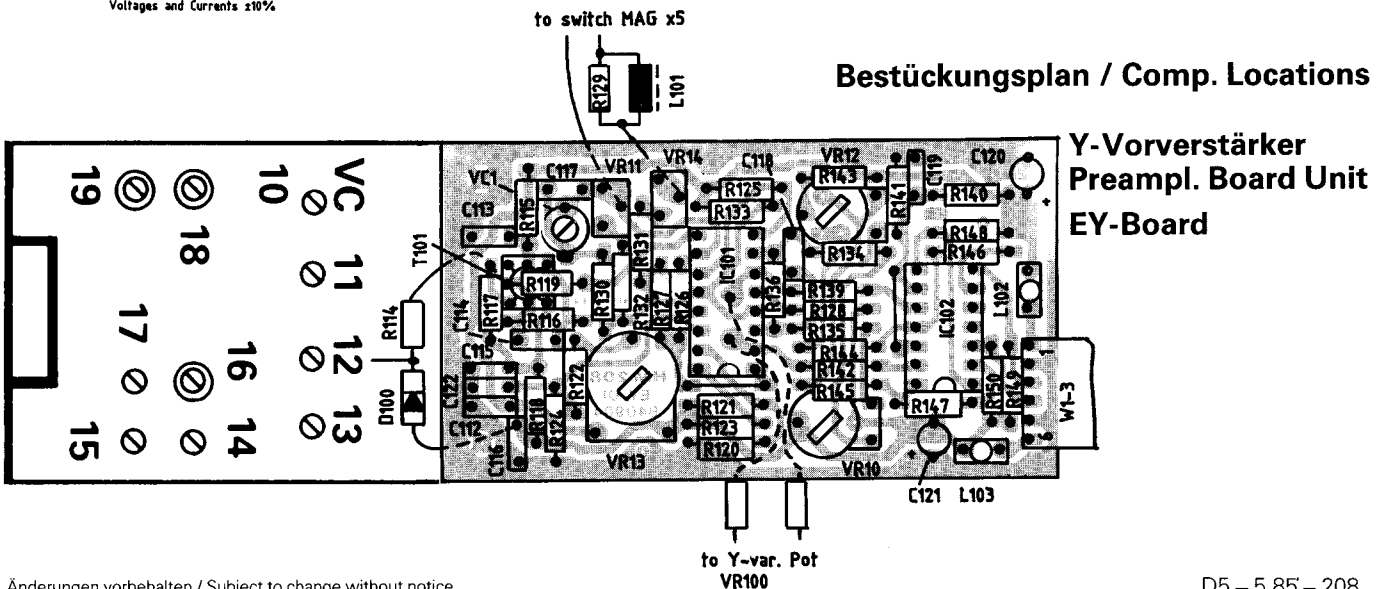 Voltages and Currents ±10%
to switch MAG x5
R129
L101
Bestückungsplan / Comp. Locations
Y-Vorverstärker
Preampl. Board Unit
EY-Board
19
18
10
VC
11
17
16
12
15
14
13
R114
D100
T101
VC1
C117
VR11
VR14
C118
VR12
C119
C120
C113
R115
R125
R133
R143
R141
R140
R131
R148
R146
R134
R119
R117
R116
C114
R130
R132
R127
R126
IC101
R136
R139
R128
R135
R144
R142
R145
IC102
L102
C115
C122
C112
C116
R118
R124
R122
VR13
R121
R123
R120
VR10
R147
R150
R149
1
6
W1-3
+
+
C121
L103
to Y-var. Pot
VR100
Änderungen vorbehalten / Subject to change without notice
D5 – 5.85' – 208